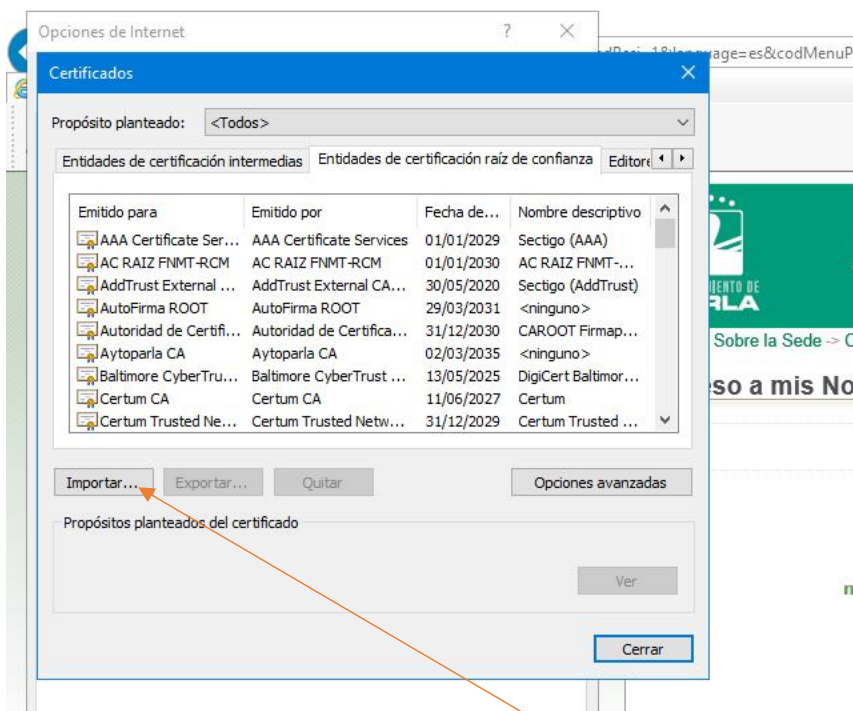 Opciones de Internet ?
age=es&codMenuP
Certificados
Propósito planteado: <Todos>
Entidades de certificación intermedias Entidades de certificación raíz de confianza Editore
Emitido para Emitido por Fecha de... Nombre descriptivo
AAA Certificate Ser... AAA Certificate Services 01/01/2029 Sectigo (AAA)
AC RAIZ FNMT-RCM AC RAIZ FNMT-RCM 01/01/2030 AC RAIZ FNMT-...
AddTrust External ... AddTrust External CA... 30/05/2020 Sectigo (AddTrust)
AutoFirma ROOT AutoFirma ROOT 29/03/2031 <ninguno>
Autoridad de Certifi... Autoridad de Certifica... 31/12/2030 CAROOT Firmap...
Aytoparla CA Aytoparla CA 02/03/2035 <ninguno>
Baltimore CyberTru... Baltimore CyberTrust ... 13/05/2025 DigiCert Baltimor...
Certum CA Certum CA 11/06/2027 Certum
Certum Trusted Ne... Certum Trusted Netw... 31/12/2029 Certum Trusted ...
Importar... Exportar... Quitar Opciones avanzadas
Propósitos planteados del certificado
Ver
Cerrar
IENTO DE
RLA
Sobre la Sede -> C
so a mis No
n